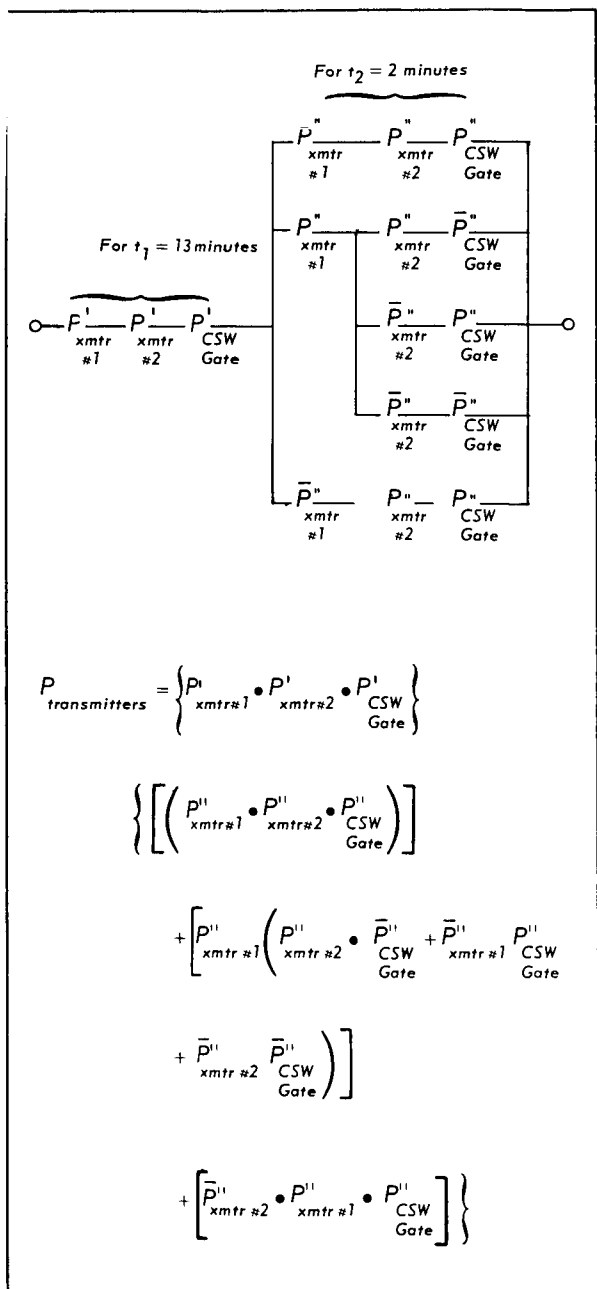 For t₂ = 2 minutes
P̄" P" P"
xmtr xmtr CSW
#1 #2 Gate
P" P" P̄"
xmtr xmtr CSW
#1 #2 Gate
For t₁ = 13 minutes
P' P' P'
xmtr xmtr CSW
#1 #2 Gate
P̄" P"
xmtr CSW
#2 Gate
P̄" P̄"
xmtr CSW
#2 Gate
P̄" P" P"
xmtr xmtr CSW
#1 #2 Gate
P transmitters = {P' xmtr#1 • P' xmtr#2 • P' CSW Gate}
{[(P" xmtr#1 • P" xmtr#2 • P" CSW Gate)]
+ [P" xmtr #1 (P" xmtr #2 • P̄" CSW Gate + P̄" xmtr #1 P" CSW Gate
+ P̄" xmtr #2 P̄" CSW Gate)]
+ [P̄" xmtr #2 • P" xmtr #1 • P" CSW Gate]}